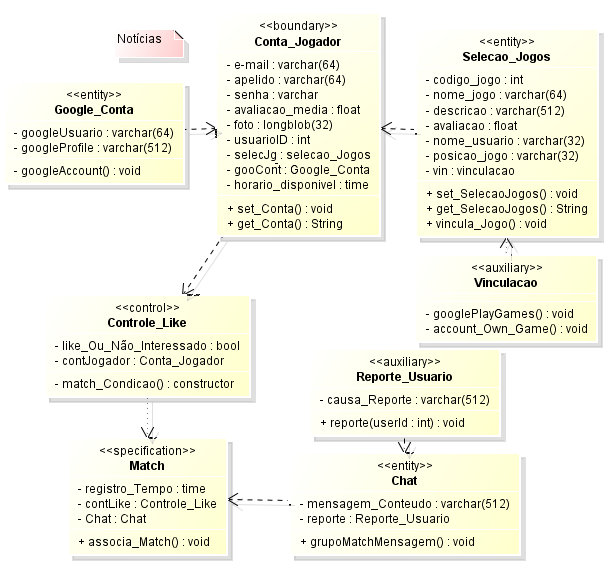 Notícias
<<boundary>>
Conta_Jogador
- e-mail : varchar(64)
- apelido : varchar(64)
- senha : varchar
- avaliacao_media : float
- foto : longblob(32)
- usuarioID : int
- selecJg : selecao_Jogos
- gooCont : Google_Conta
- horario_disponivel : time
+ set_Conta() : void
+ get_Conta() : String
<<entity>>
Selecao_Jogos
- codigo_jogo : int
- nome_jogo : varchar(64)
- descricao : varchar(512)
- avaliacao : float
- nome_usuario : varchar(32)
- posicao_jogo : varchar(32)
- vin : vinculacao
+ set_SelecaoJogos() : void
+ get_SelecaoJogos() : String
+ vincula_Jogo() : void
<<entity>>
Google_Conta
- googleUsuario : varchar(64)
- googleProfile : varchar(512)
- googleAccount() : void
<<auxiliary>>
Vinculacao
- googlePlayGames() : void
- account_Own_Game() : void
<<control>>
Controle_Like
- like_Ou_Não_Interessado : bool
- contJogador : Conta_Jogador
- match_Condicao() : constructor
<<auxiliary>>
Reporte_Usuario
- causa_Reporte : varchar(512)
+ reporte(userId : int) : void
<<specification>>
Match
- registro_Tempo : time
- contLike : Controle_Like
- Chat : Chat
+ associa_Match() : void
<<entity>>
Chat
- mensagem_Conteudo : varchar(512)
- reporte : Reporte_Usuario
+ grupoMatchMensagem() : void